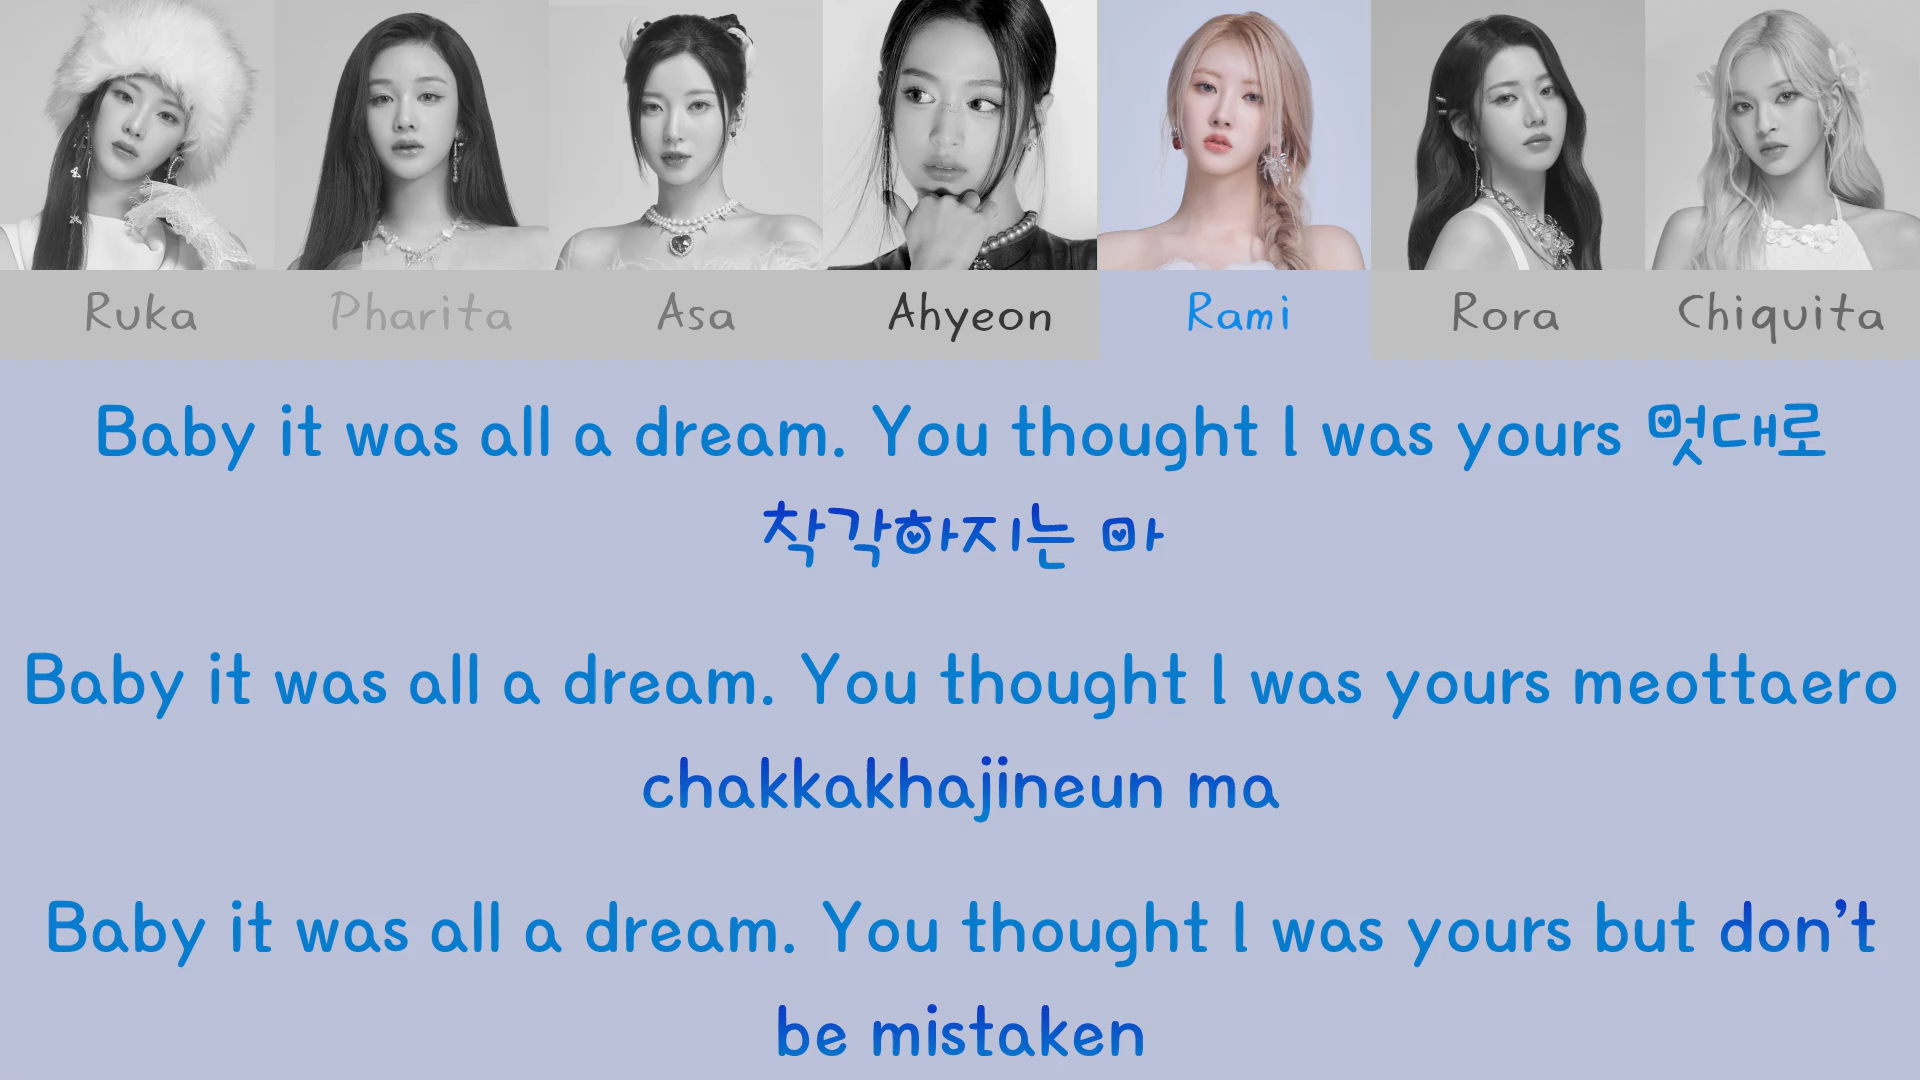 Ruka Pharita Asa Ahyeon Rami Rora Chiquita
Baby it was all a dream. You thought I was yours 멋대로
착각하지는 마
Baby it was all a dream. You thought I was yours meottaero
chakkakhajineun ma
Baby it was all a dream. You thought I was yours but don't
be mistaken